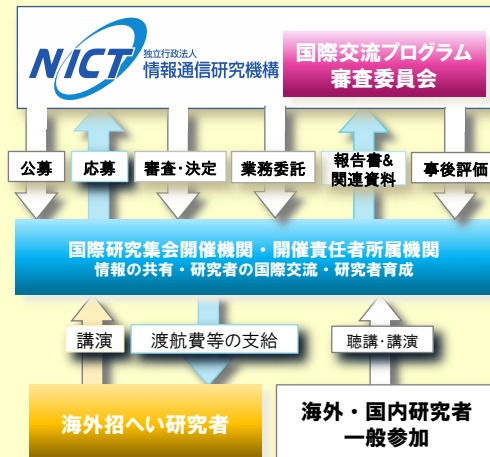 NICT
独立行政法人
情報通信研究機構
国際交流プログラム
審査委員会
公募
応募
審査・決定
業務委託
報告書&
関連資料
事後評価
国際研究集会開催機関・開催責任者所属機関
情報の共有・研究者の国際交流・研究者育成
講演
渡航費等の支給
聴講・講演
海外招へい研究者
海外・国内研究者
一般参加